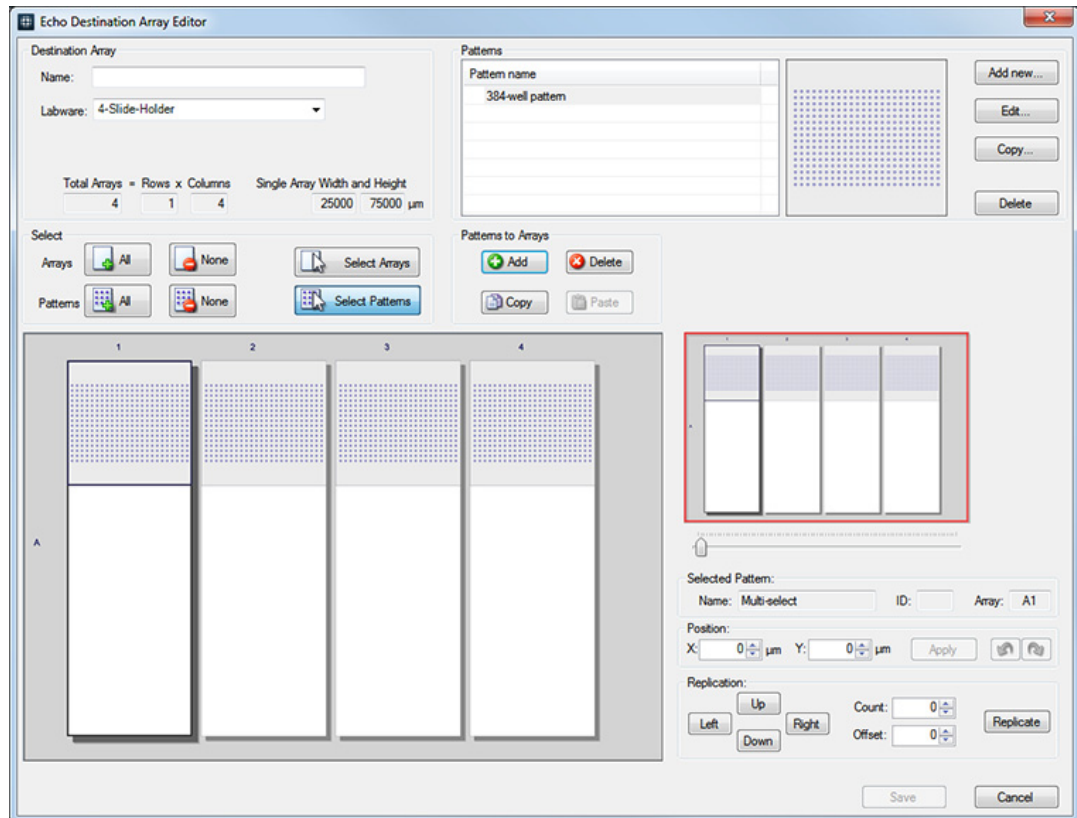 Echo Destination Array Editor
Destination Array
Name:
Labware: 4-Slide-Holder
Total Arrays = Rows x Columns Single Array Width and Height
4 1 4 25000 75000 µm
Patterns
Pattern name
384-well pattern
Add new...
Edit...
Copy...
Delete
Select
Arrays All None Select Arrays
Patterns All None Select Patterns
Patterns to Arrays
Add Delete
Copy Paste
1 2 3 4
A
1 2 3 4
A
Selected Pattern:
Name: Multi-select ID: Array: A1
Position:
X: 0 µm Y: 0 µm Apply
Replication:
Up
Left Right
Down
Count: 0
Offset: 0
Replicate
Save Cancel